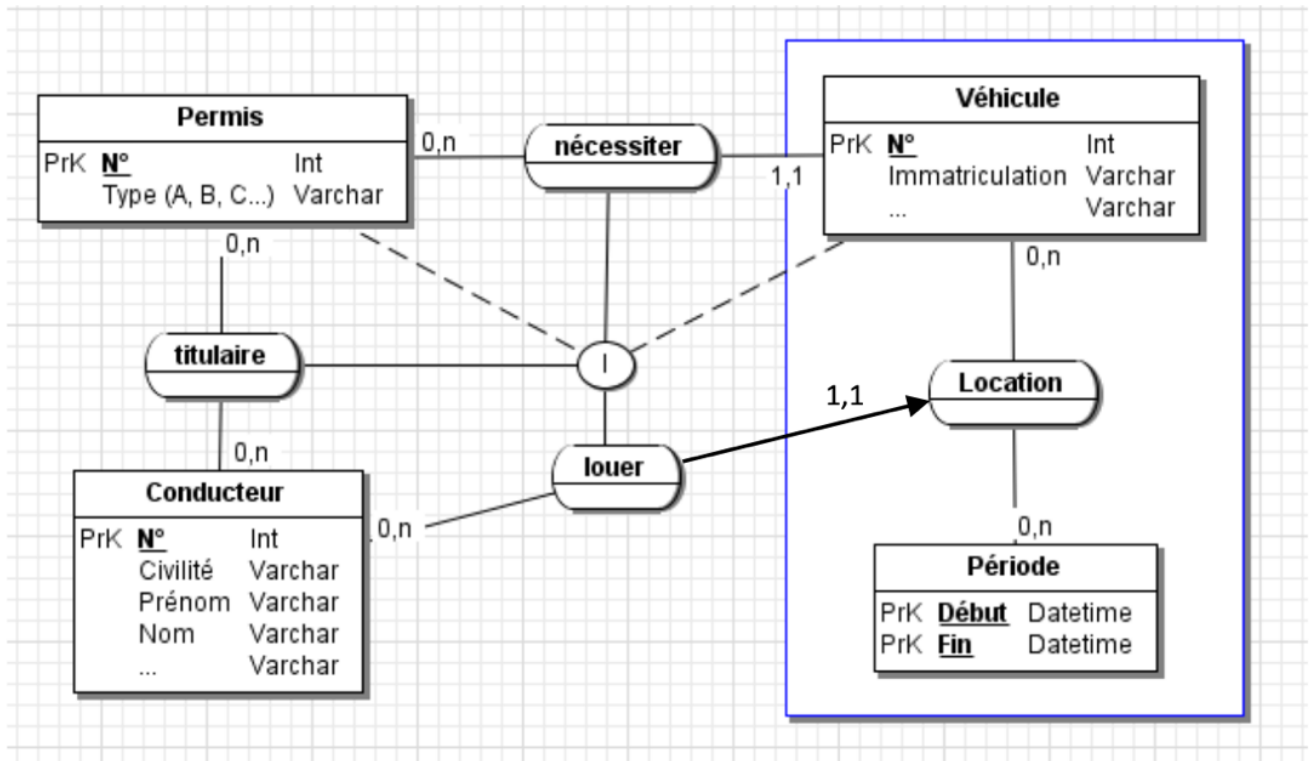 Permis
PrK N° Int
Type (A, B, C...) Varchar
0,n
nécessiter
1,1
Véhicule
PrK N° Int
Immatriculation Varchar
... Varchar
0,n
0,n
titulaire
I
Location
1,1
louer
0,n
Conducteur
PrK N° Int
Civilité Varchar
Prénom Varchar
Nom Varchar
... Varchar
0,n
0,n
Période
PrK Début Datetime
PrK Fin Datetime